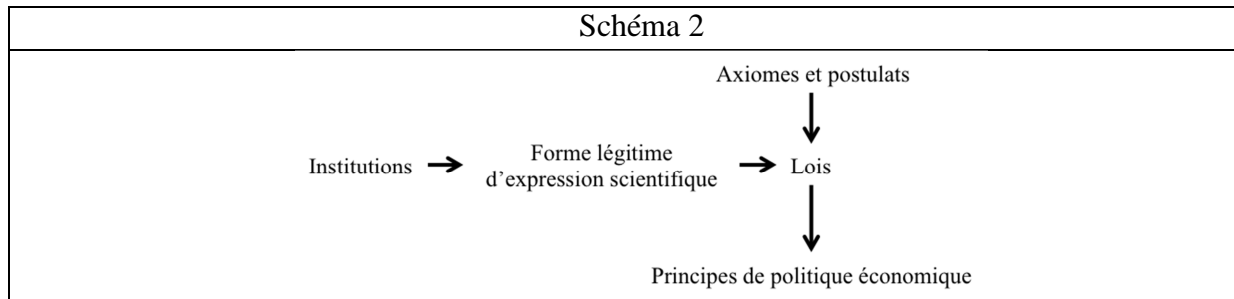 Schéma 2
Axiomes et postulats
Institutions
Forme légitime
d’expression scientifique
Lois
Principes de politique économique